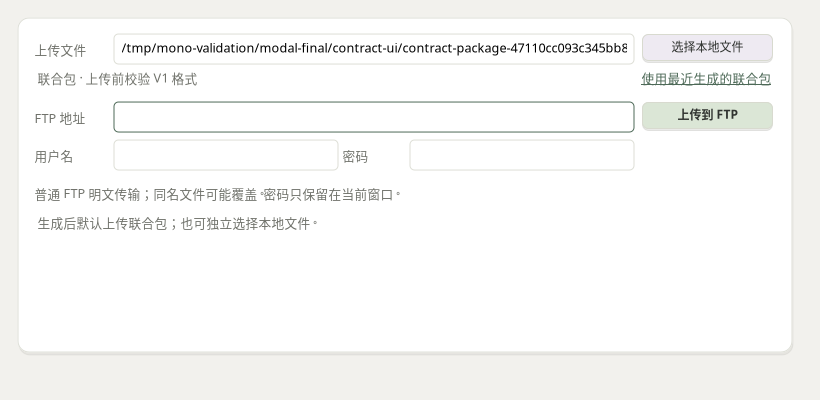 上传文件 /tmp/mono-validation/modal-final/contract-ui/contract-package-47110cc093c345bb8 选择本地文件
联合包 · 上传前校验 V1 格式 使用最近生成的联合包
FTP 地址 上传到 FTP
用户名 密码
普通 FTP 明文传输；同名文件可能覆盖。密码只保留在当前窗口。
生成后默认上传联合包；也可独立选择本地文件。